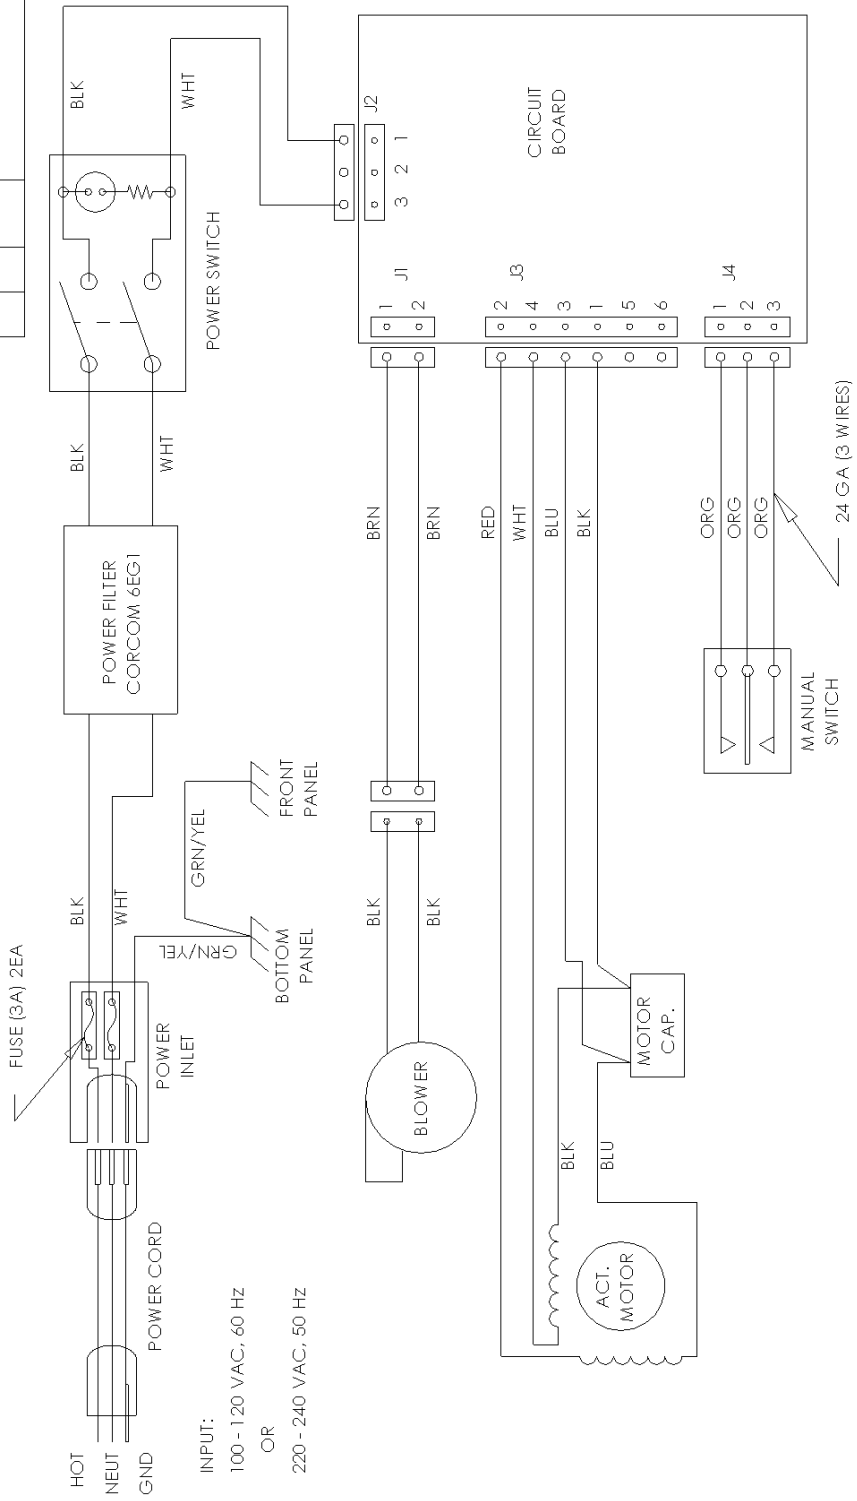 FUSE (3A) 2EA
HOT
NEUT
GND
POWER CORD
POWER
INLET
BLK
WHT
GRN/YEL
GRN/YEL
BOTTOM
PANEL
FRONT
PANEL
POWER FILTER
CORCOM 6EG1
BLK
WHT
POWER SWITCH
BLK
WHT
INPUT:
100 - 120 VAC, 60 Hz
OR
220 - 240 VAC, 50 Hz
BLOWER
BLK
BLK
BRN
BRN
J1
1
2
J2
3 2 1
CIRCUIT
BOARD
J3
2
4
3
1
5
6
RED
WHT
BLU
BLK
ACT.
MOTOR
BLK
BLU
MOTOR
CAP.
J4
1
2
3
ORG
ORG
ORG
MANUAL
SWITCH
24 GA (3 WIRES)